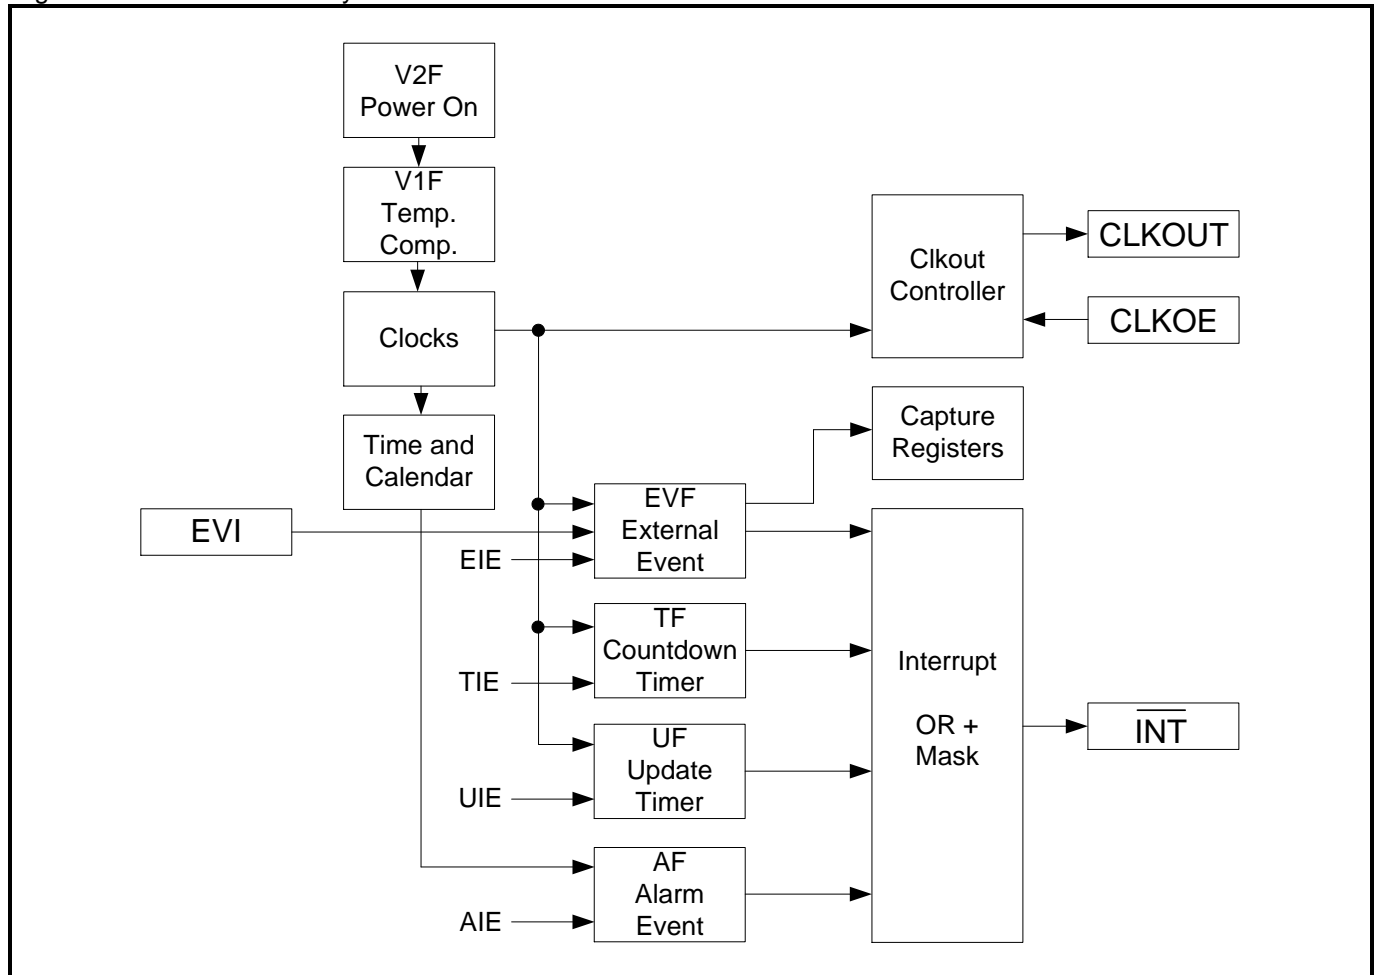 V2F
Power On
V1F
Temp.
Comp.
Clocks
Time and
Calendar
Clkout
Controller
CLKOUT
CLKOE
Capture
Registers
EVI
EIE
EVF
External
Event
TIE
TF
Countdown
Timer
UIE
UF
Update
Timer
AIE
AF
Alarm
Event
Interrupt
OR +
Mask
INT